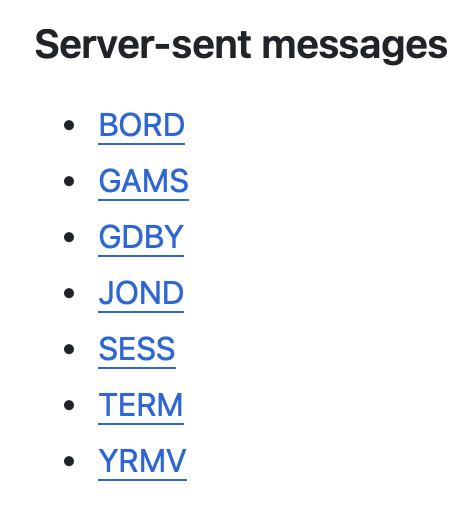 Server-sent messages
• BORD
• GAMS
• GDBY
• JOND
• SESS
• TERM
• YRMV